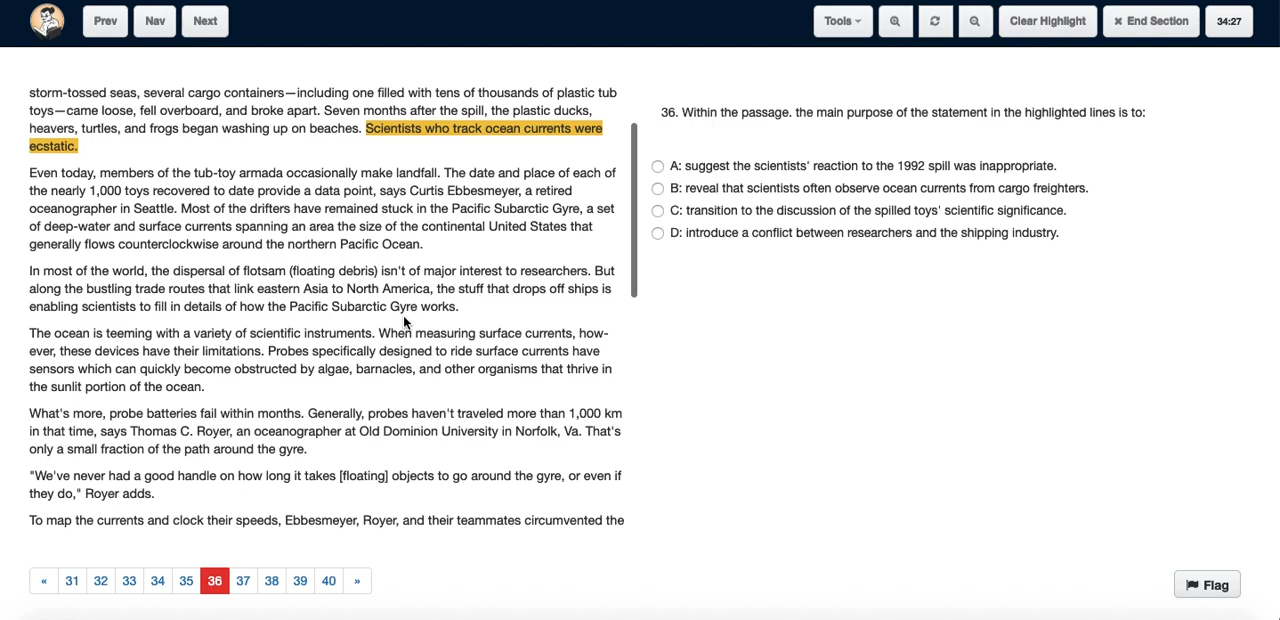 Prev Nav Next Tools Clear Highlight × End Section 34:27
storm-tossed seas, several cargo containers—including one filled with tens of thousands of plastic tub
toys—came loose, fell overboard, and broke apart. Seven months after the spill, the plastic ducks,
heavers, turtles, and frogs began washing up on beaches. Scientists who track ocean currents were
ecstatic.
Even today, members of the tub-toy armada occasionally make landfall. The date and place of each of
the nearly 1,000 toys recovered to date provide a data point, says Curtis Ebbesmeyer, a retired
oceanographer in Seattle. Most of the drifters have remained stuck in the Pacific Subarctic Gyre, a set
of deep-water and surface currents spanning an area the size of the continental United States that
generally flows counterclockwise around the northern Pacific Ocean.
In most of the world, the dispersal of flotsam (floating debris) isn't of major interest to researchers. But
along the bustling trade routes that link eastern Asia to North America, the stuff that drops off ships is
enabling scientists to fill in details of how the Pacific Subarctic Gyre works.
The ocean is teeming with a variety of scientific instruments. When measuring surface currents, how-
ever, these devices have their limitations. Probes specifically designed to ride surface currents have
sensors which can quickly become obstructed by algae, barnacles, and other organisms that thrive in
the sunlit portion of the ocean.
What's more, probe batteries fail within months. Generally, probes haven't traveled more than 1,000 km
in that time, says Thomas C. Royer, an oceanographer at Old Dominion University in Norfolk, Va. That's
only a small fraction of the path around the gyre.
"We've never had a good handle on how long it takes [floating] objects to go around the gyre, or even if
they do," Royer adds.
To map the currents and clock their speeds, Ebbesmeyer, Royer, and their teammates circumvented the
36. Within the passage. the main purpose of the statement in the highlighted lines is to:
A: suggest the scientists' reaction to the 1992 spill was inappropriate.
B: reveal that scientists often observe ocean currents from cargo freighters.
C: transition to the discussion of the spilled toys' scientific significance.
D: introduce a conflict between researchers and the shipping industry.
« 31 32 33 34 35 36 37 38 39 40 »
Flag